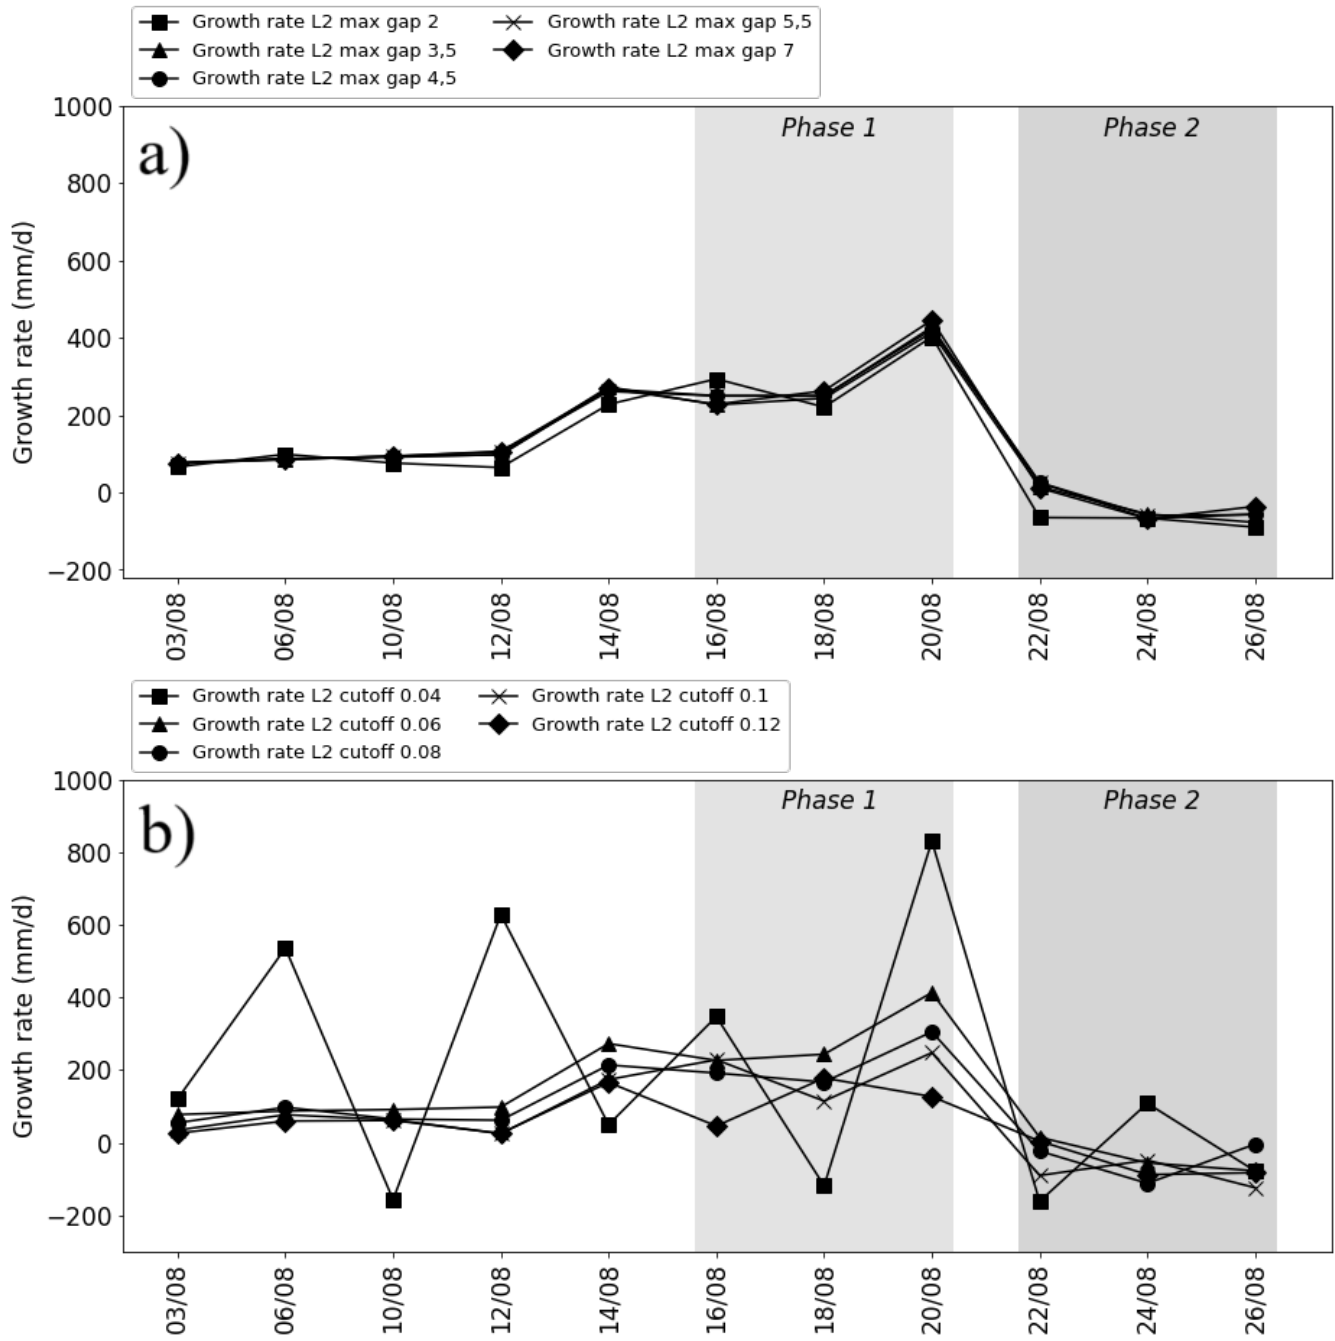 Growth rate L2 max gap 2
Growth rate L2 max gap 3,5
Growth rate L2 max gap 4,5
Growth rate L2 max gap 5,5
Growth rate L2 max gap 7
a)
Phase 1
Phase 2
Growth rate (mm/d)
1000
800
600
400
200
0
−200
03/08
06/08
10/08
12/08
14/08
16/08
18/08
20/08
22/08
24/08
26/08
Growth rate L2 cutoff 0.04
Growth rate L2 cutoff 0.06
Growth rate L2 cutoff 0.08
Growth rate L2 cutoff 0.1
Growth rate L2 cutoff 0.12
b)
Phase 1
Phase 2
Growth rate (mm/d)
1000
800
600
400
200
0
−200
03/08
06/08
10/08
12/08
14/08
16/08
18/08
20/08
22/08
24/08
26/08